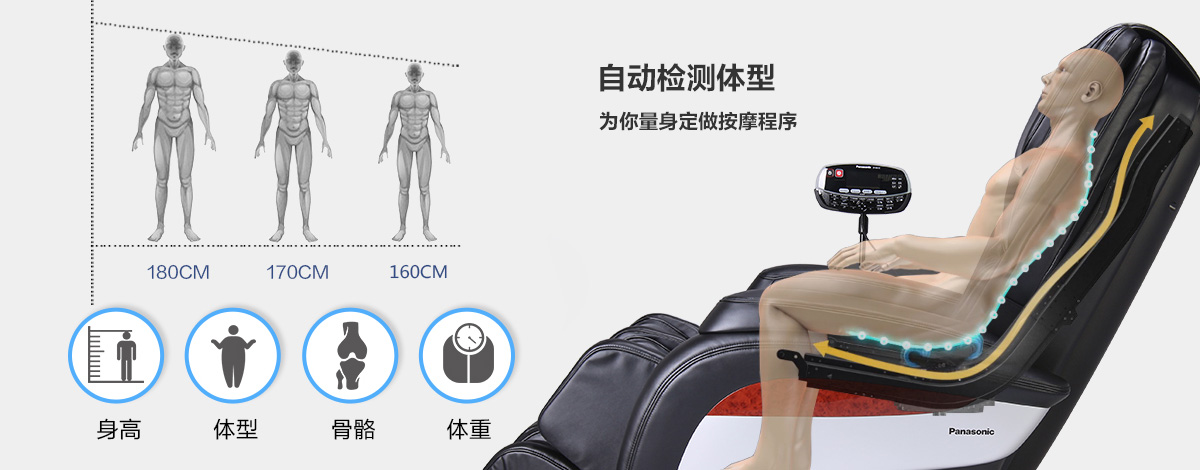 自动检测体型
为你量身定做按摩程序
Panasonic
180CM
170CM
160CM
身高
体型
骨骼
体重
Panasonic